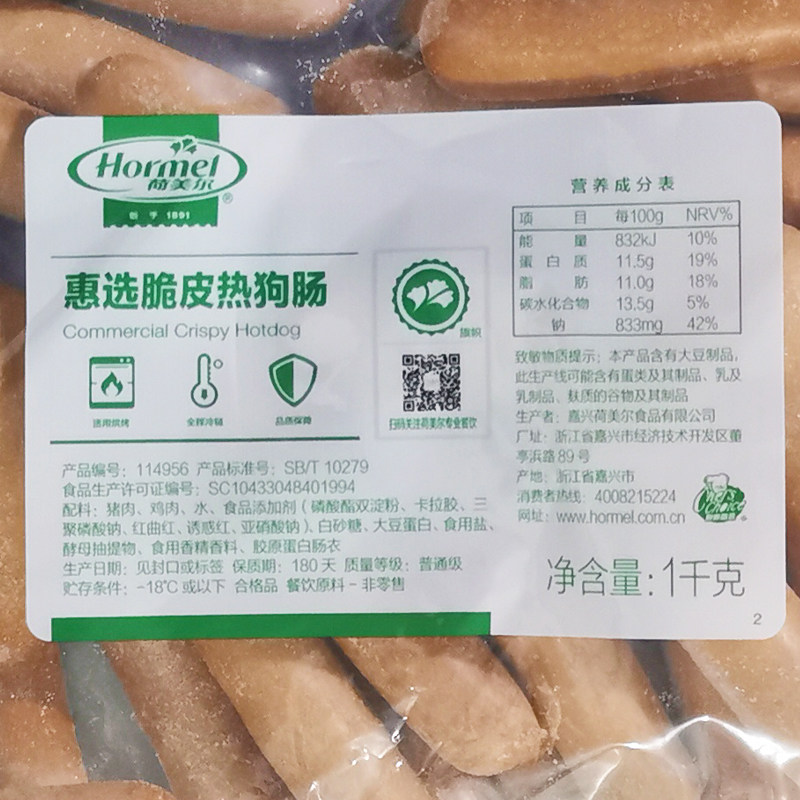 Hormel
荷美尔
®
创于1891
惠选脆皮热狗肠
Commercial Crispy Hotdog
适用烘烤
全程冷链
品质保障
旗帜
扫码关注荷美尔专业餐饮
产品编号：114956 产品标准号：SB/T 10279
食品生产许可证编号：SC10433048401994
配料：猪肉、鸡肉、水、食品添加剂（磷酸酯双淀粉、卡拉胶、三
聚磷酸钠、红曲红、诱惑红、亚硝酸钠）、白砂糖、大豆蛋白、食用盐、
酵母抽提物、食用香精香料、胶原蛋白肠衣
生产日期：见封口或标签 保质期：180天 质量等级：普通级
贮存条件：-18℃或以下 合格品 餐饮原料-非零售
营养成分表
项目 每100g NRV%
能量 832kJ 10%
蛋白质 11.5g 19%
脂肪 11.0g 18%
碳水化合物 13.5g 5%
钠 833mg 42%
致敏物质提示：本产品含有大豆制品，
此生产线可能含有蛋类及其制品、乳及
乳制品、麸质的谷物及其制品
生产者：嘉兴荷美尔食品有限公司
厂址：浙江省嘉兴市经济技术开发区董
亭浜路89号
产地：浙江省嘉兴市
消费者热线：4008215224
网址：www.hormel.com.cn
Chef's
Choice
净含量：1千克
2